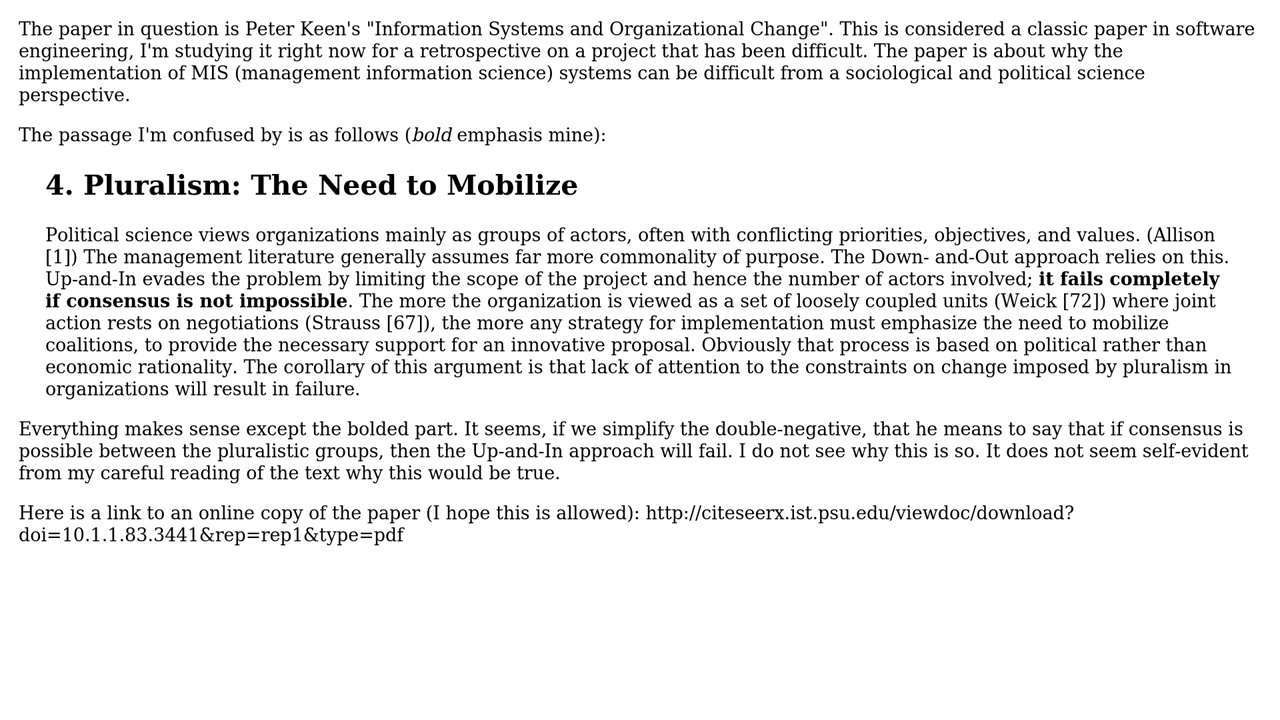 The paper in question is Peter Keen's "Information Systems and Organizational Change". This is considered a classic paper in software
engineering, I'm studying it right now for a retrospective on a project that has been difficult. The paper is about why the
implementation of MIS (management information science) systems can be difficult from a sociological and political science
perspective.
The passage I'm confused by is as follows (bold emphasis mine):
4. Pluralism: The Need to Mobilize
Political science views organizations mainly as groups of actors, often with conflicting priorities, objectives, and values. (Allison
[1]) The management literature generally assumes far more commonality of purpose. The Down- and-Out approach relies on this.
Up-and-In evades the problem by limiting the scope of the project and hence the number of actors involved; it fails completely
if consensus is not impossible. The more the organization is viewed as a set of loosely coupled units (Weick [72]) where joint
action rests on negotiations (Strauss [67]), the more any strategy for implementation must emphasize the need to mobilize
coalitions, to provide the necessary support for an innovative proposal. Obviously that process is based on political rather than
economic rationality. The corollary of this argument is that lack of attention to the constraints on change imposed by pluralism in
organizations will result in failure.
Everything makes sense except the bolded part. It seems, if we simplify the double-negative, that he means to say that if consensus is
possible between the pluralistic groups, then the Up-and-In approach will fail. I do not see why this is so. It does not seem self-evident
from my careful reading of the text why this would be true.
Here is a link to an online copy of the paper (I hope this is allowed): http://citeseerx.ist.psu.edu/viewdoc/download?
doi=10.1.1.83.3441&rep=rep1&type=pdf